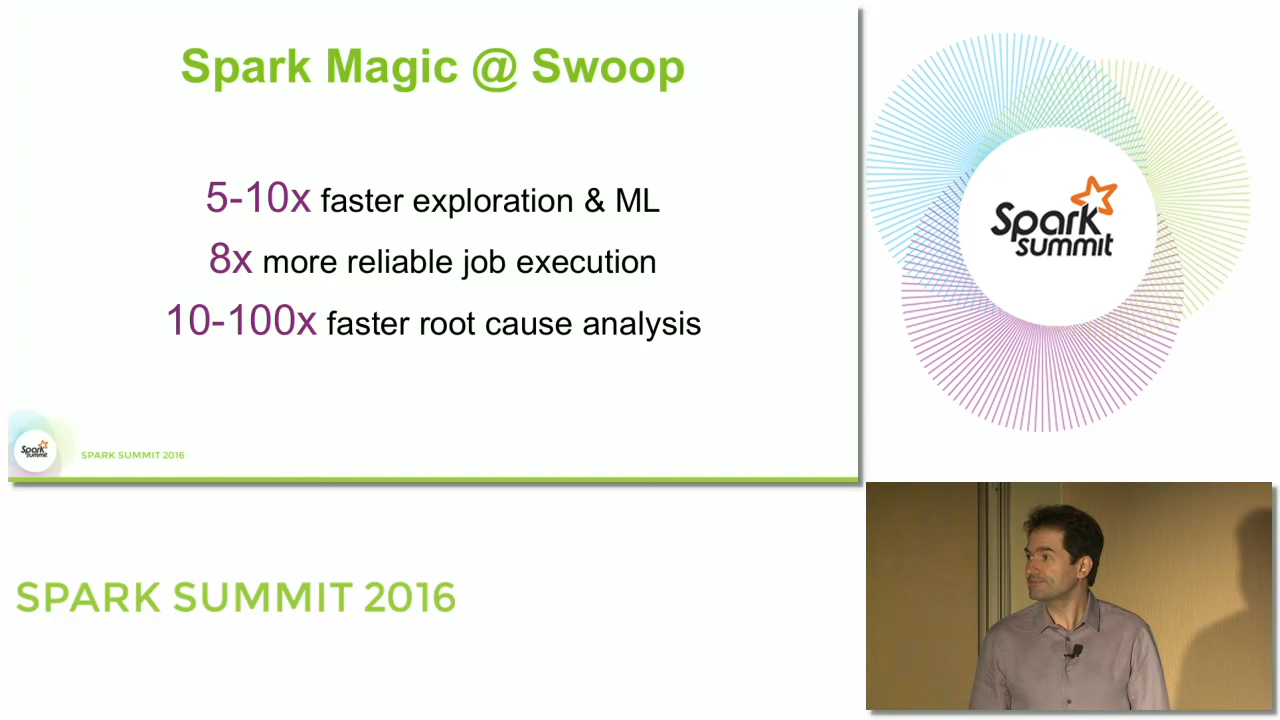 Spark Magic @ Swoop
5-10x faster exploration & ML
8x more reliable job execution
10-100x faster root cause analysis
Spark
summit
SPARK SUMMIT 2016
Spark
summit
SPARK SUMMIT 2016